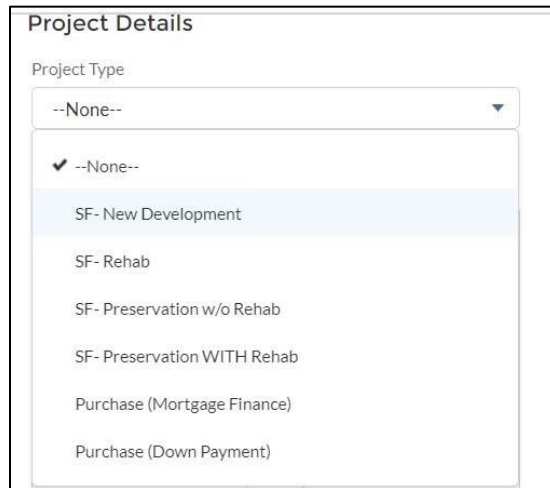 Project Details
Project Type
--None--
--None--
SF- New Development
SF- Rehab
SF- Preservation w/o Rehab
SF- Preservation WITH Rehab
Purchase (Mortgage Finance)
Purchase (Down Payment)